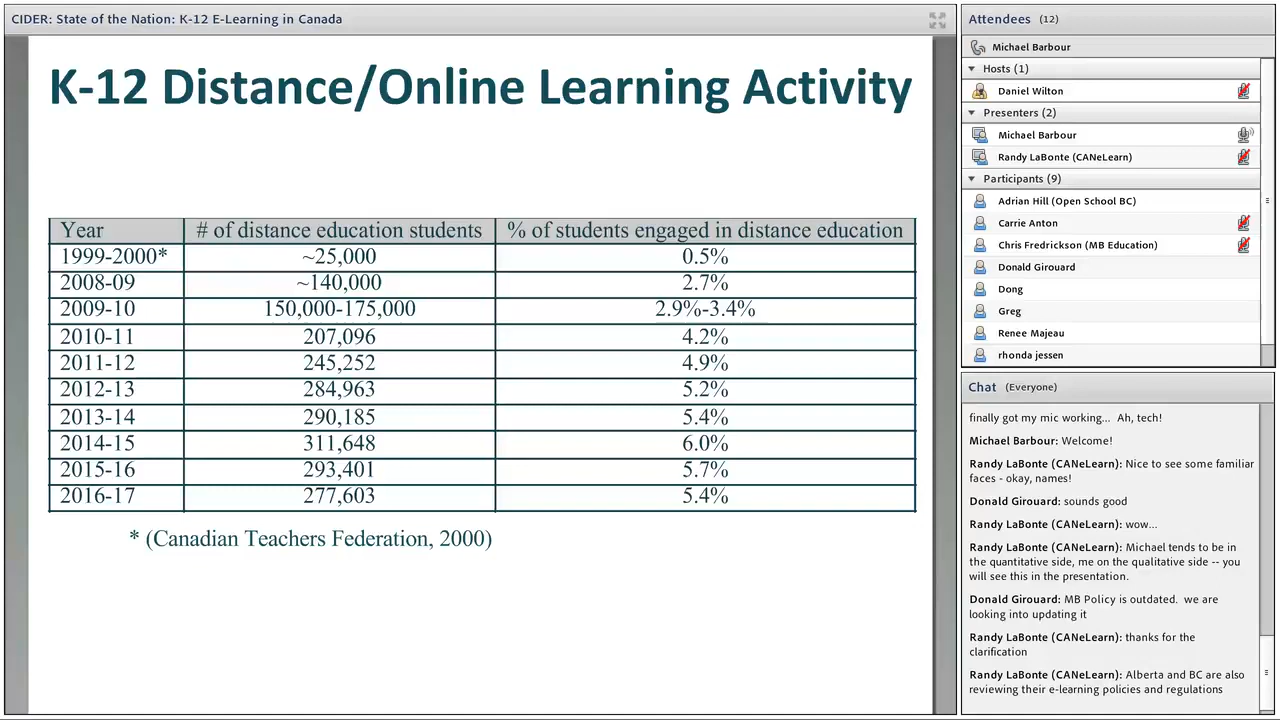 CIDER: State of the Nation: K-12 E-Learning in Canada
K-12 Distance/Online Learning Activity
Year # of distance education students % of students engaged in distance education
1999-2000* ~25,000 0.5%
2008-09 ~140,000 2.7%
2009-10 150,000-175,000 2.9%-3.4%
2010-11 207,096 4.2%
2011-12 245,252 4.9%
2012-13 284,963 5.2%
2013-14 290,185 5.4%
2014-15 311,648 6.0%
2015-16 293,401 5.7%
2016-17 277,603 5.4%
* (Canadian Teachers Federation, 2000)
Attendees (12)
Michael Barbour
Hosts (1)
Daniel Wilton
Presenters (2)
Michael Barbour
Randy LaBonte (CANeLearn)
Participants (9)
Adrian Hill (Open School BC)
Carrie Anton
Chris Fredrickson (MB Education)
Donald Girouard
Dong
Greg
Renee Majeau
rhonda jessen
Chat (Everyone)
finally got my mic working... Ah, tech!
Michael Barbour: Welcome!
Randy LaBonte (CANeLearn): Nice to see some familiar
faces - okay, names!
Donald Girouard: sounds good
Randy LaBonte (CANeLearn): wow...
Randy LaBonte (CANeLearn): Michael tends to be in
the quantitative side, me on the qualitative side -- you
will see this in the presentation.
Donald Girouard: MB Policy is outdated. we are
looking into updating it
Randy LaBonte (CANeLearn): thanks for the
clarification
Randy LaBonte (CANeLearn): Alberta and BC are also
reviewing their e-learning policies and regulations